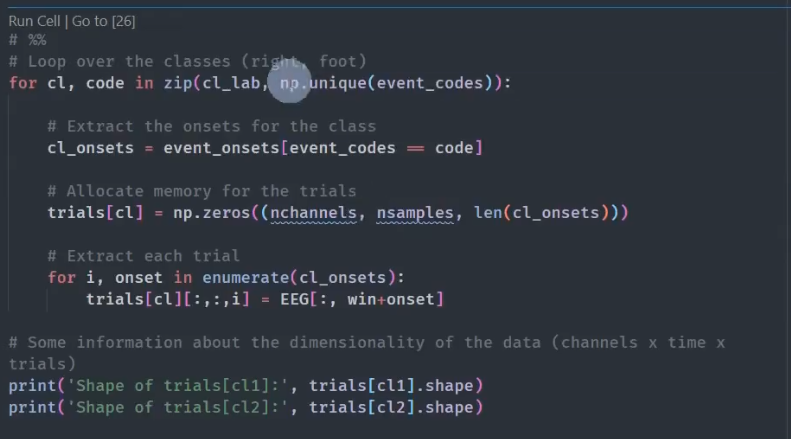 Run Cell | Go to [26]
# %%
# Loop over the classes (right, foot)
for cl, code in zip(cl_lab, np.unique(event_codes)):
# Extract the onsets for the class
cl_onsets = event_onsets[event_codes == code]
# Allocate memory for the trials
trials[cl] = np.zeros((nchannels, nsamples, len(cl_onsets)))
# Extract each trial
for i, onset in enumerate(cl_onsets):
trials[cl][:,:,i] = EEG[:, win+onset]
# Some information about the dimensionality of the data (channels x time x
trials)
print('Shape of trials[cl1]:', trials[cl1].shape)
print('Shape of trials[cl2]:', trials[cl2].shape)